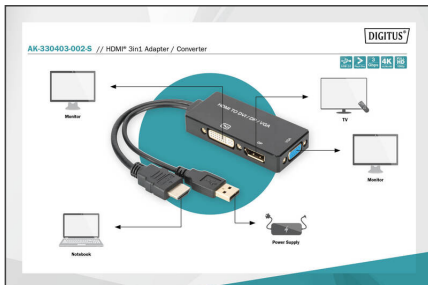 DIGITUS®
AK-330403-002-S // HDMI® 3in1 Adapter / Converter
4K
HD
Monitor
HDMI TO DVI / DP / VGA
TV
Monitor
Notebook
Power Supply